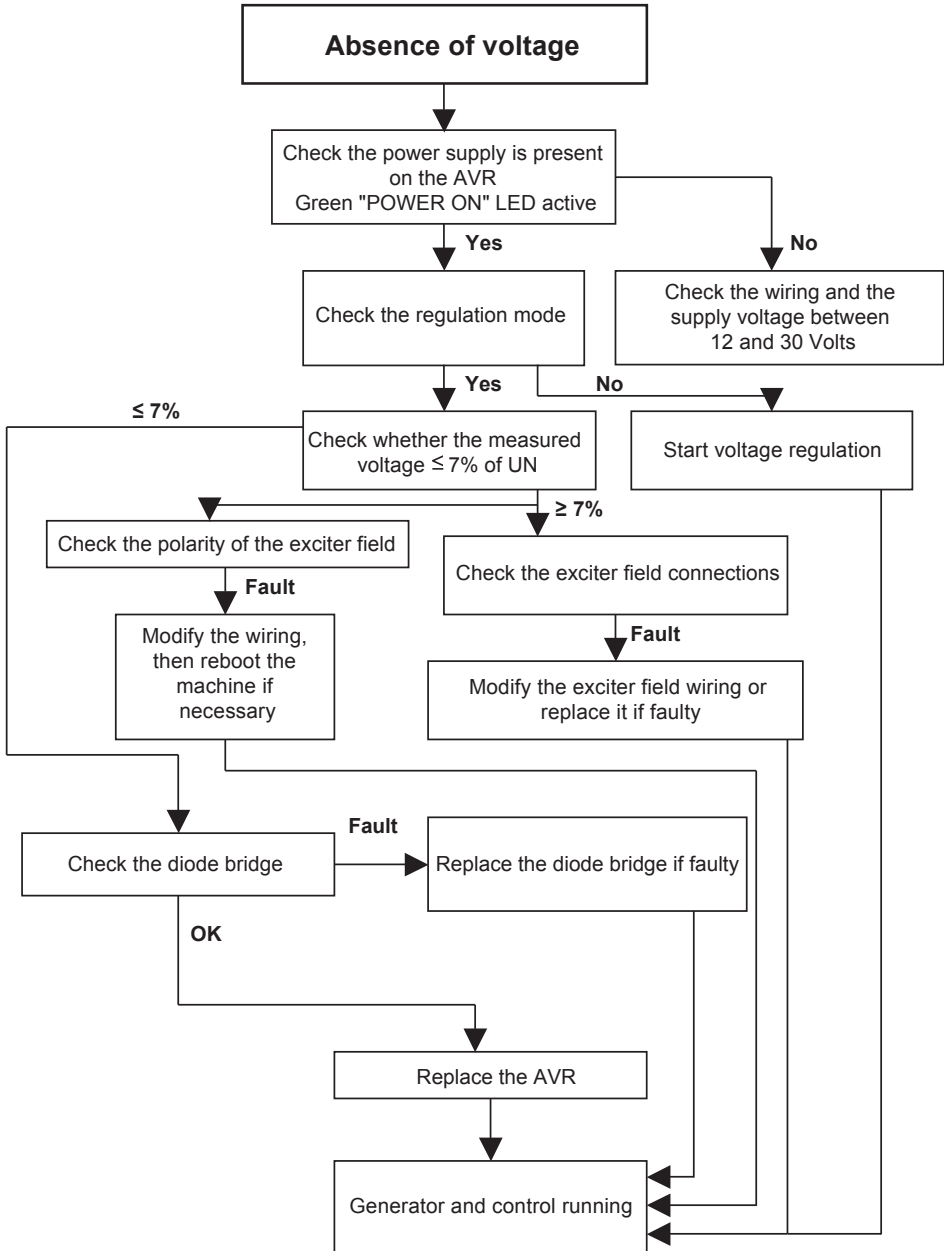 Absence of voltage
Check the power supply is present
on the AVR
Green "POWER ON" LED active
Yes
No
Check the regulation mode
Check the wiring and the
supply voltage between
12 and 30 Volts
Yes
No
≤ 7%
Check whether the measured
voltage ≤ 7% of UN
Start voltage regulation
≥ 7%
Check the polarity of the exciter field
Check the exciter field connections
Fault
Modify the wiring,
then reboot the
machine if
necessary
Fault
Modify the exciter field wiring or
replace it if faulty
Check the diode bridge
Fault
Replace the diode bridge if faulty
OK
Replace the AVR
Generator and control running